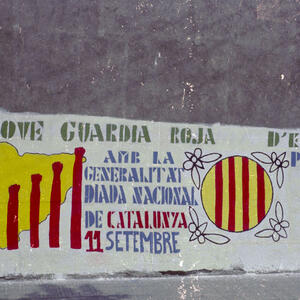 OVE GUARDIA ROJA D'E
AMB LA
GENERALITAT
DIADA NACIONAL
DE CATALUNYA
11 SETEMBRE